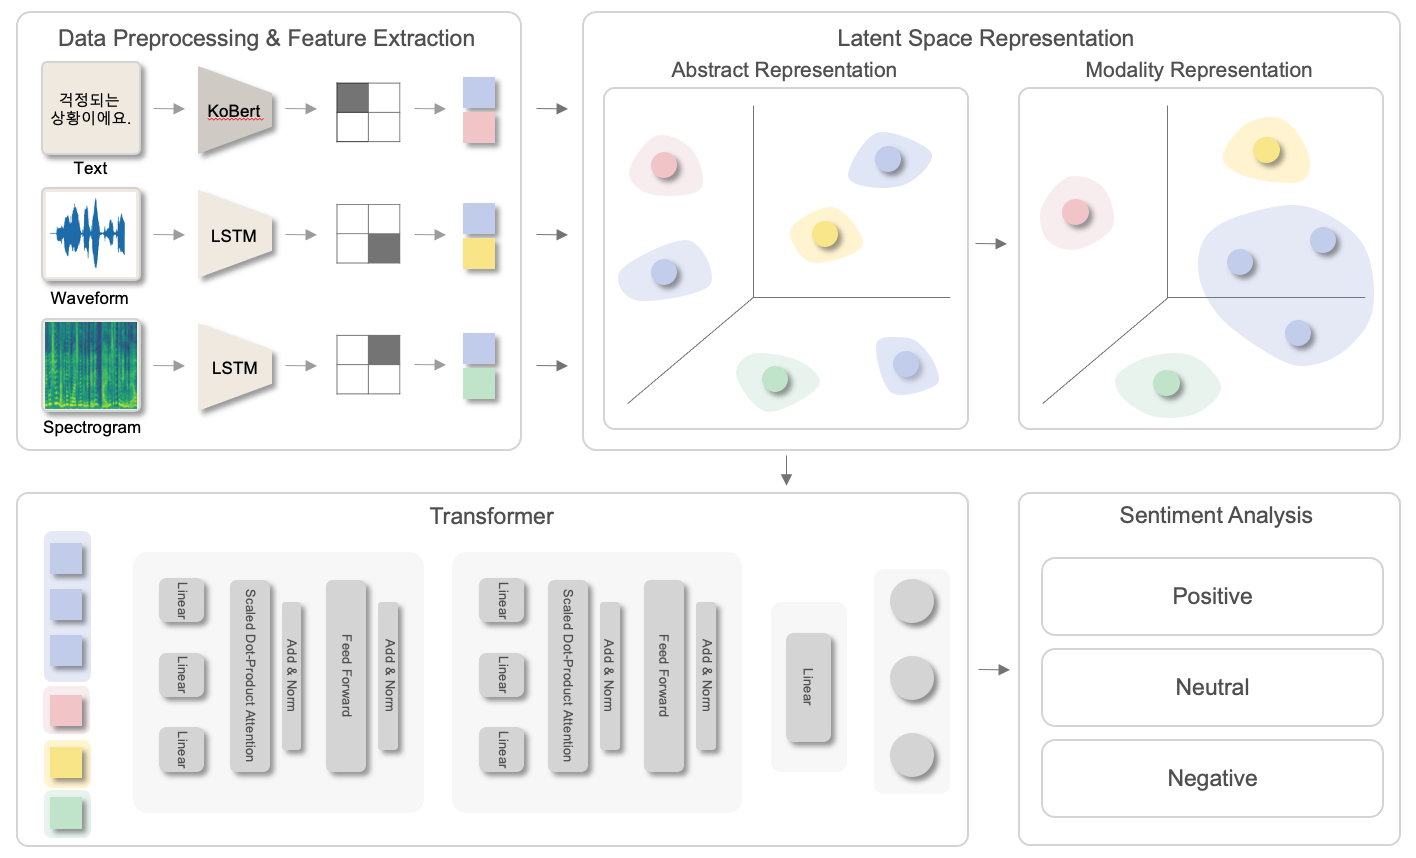 Data Preprocessing & Feature Extraction
걱정되는
상황이에요.
KoBert
Text
LSTM
Waveform
LSTM
Spectrogram
Latent Space Representation
Abstract Representation
Modality Representation
Transformer
Linear
Linear
Linear
Scaled Dot-Product Attention
Add & Norm
Feed Forward
Add & Norm
Linear
Linear
Linear
Scaled Dot-Product Attention
Add & Norm
Feed Forward
Add & Norm
Linear
Sentiment Analysis
Positive
Neutral
Negative